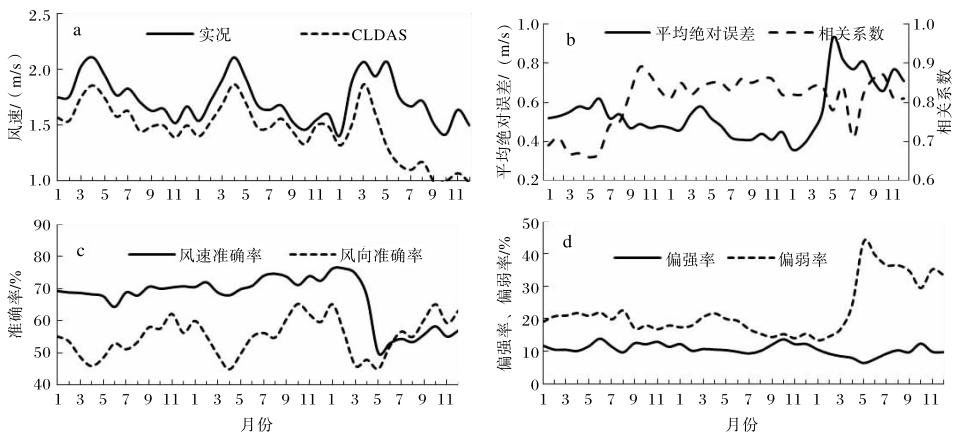 a
实况
CLDAS
风速/（m/s）
2.5
2.0
1.5
1.0
1 3 5 7 9 11 1 3 5 7 9 11 1 3 5 7 9 11
b
平均绝对误差
相关系数
平均绝对误差/（m/s）
1.0
0.8
0.6
0.4
0.2
1.0
0.9
0.8
0.7
0.6
相关系数
1 3 5 7 9 11 1 3 5 7 9 11 1 3 5 7 9 11
c
风速准确率
风向准确率
准确率/%
90
80
70
60
50
40
1 3 5 7 9 11 1 3 5 7 9 11 1 3 5 7 9 11
月份
d
偏强率
偏弱率
偏强率、偏弱率/%
50
40
30
20
10
0
1 3 5 7 9 11 1 3 5 7 9 11 1 3 5 7 9 11
月份